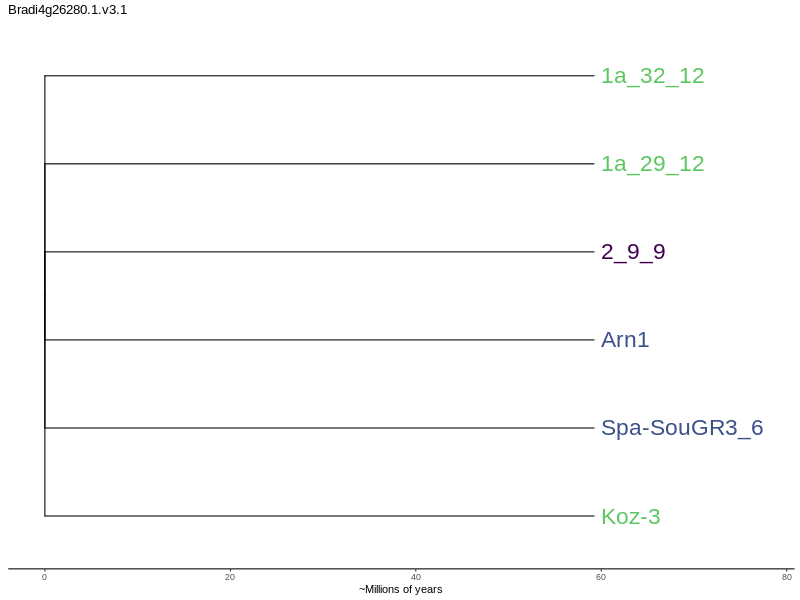 Bradi4g26280.1.v3.1
1a_32_12
1a_29_12
2_9_9
Arn1
Spa-SouGR3_6
Koz-3
0 20 40 60 80
~Millions of years